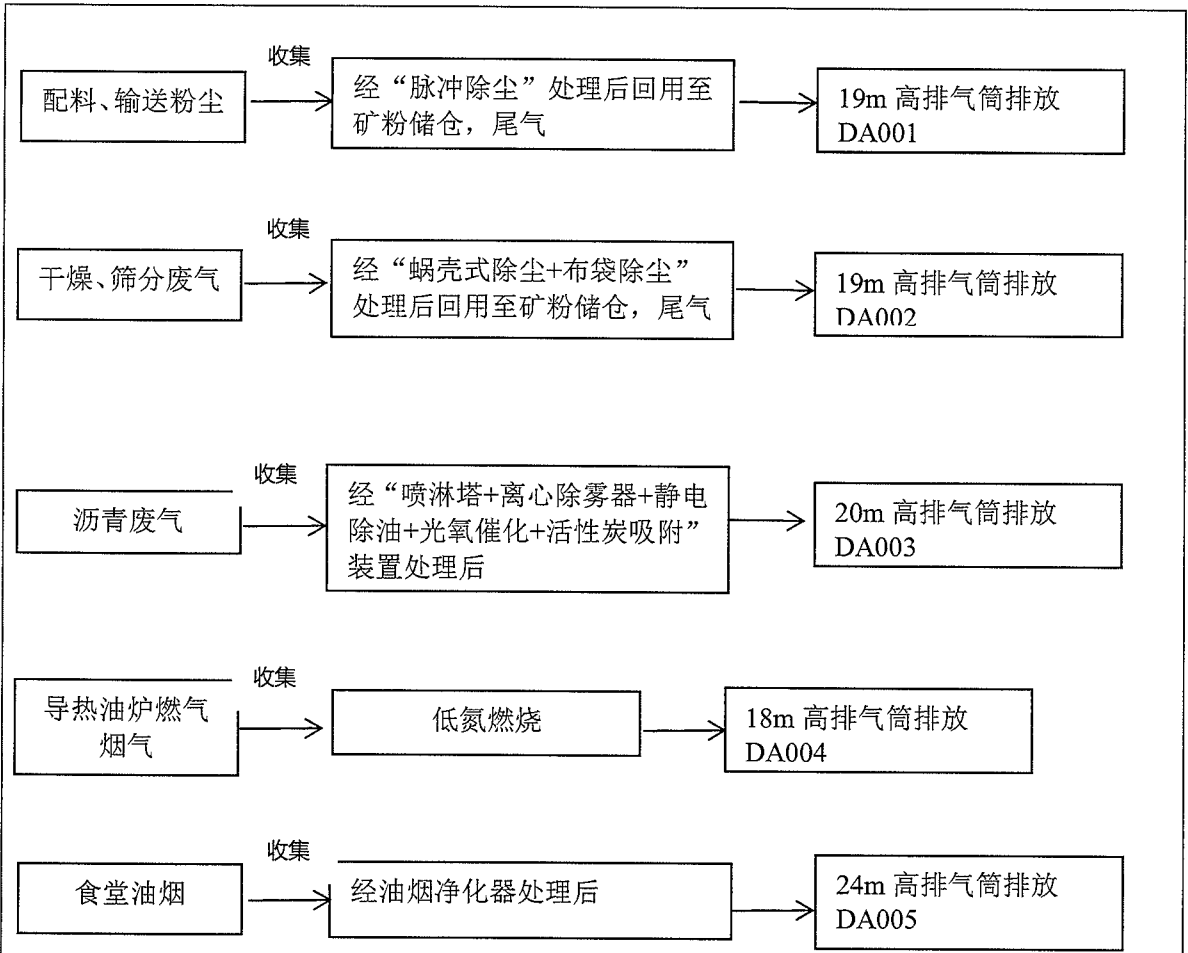 收集
配料、输送粉尘
经“脉冲除尘”处理后回用至
矿粉储仓，尾气
19m 高排气筒排放
DA001
收集
干燥、筛分废气
经“蜗壳式除尘+布袋除尘”
处理后回用至矿粉储仓，尾气
19m 高排气筒排放
DA002
收集
沥青废气
经“喷淋塔+离心除雾器+静电
除油+光氧催化+活性炭吸附”
装置处理后
20m 高排气筒排放
DA003
收集
导热油炉燃气
烟气
低氮燃烧
18m 高排气筒排放
DA004
收集
食堂油烟
经油烟净化器处理后
24m 高排气筒排放
DA005